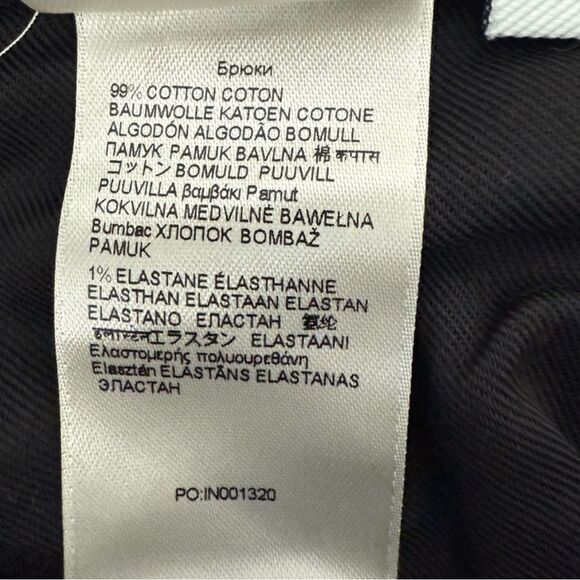 Брюки
99% COTTON COTON
BAUMWOLLE KATOEN COTONE
ALGODÓN ALGODÃO BOMULL
ПАМУК PAMUK BAVLNA 棉 कपास
コットン BOMULD PUUVILL
PUUVILLA βαμβάκι Pamut
KOKVILNA MEDVILNĖ BAWEŁNA
Bumbac ХЛОПОК BOMBAŽ
PAMUK
1% ELASTANE ÉLASTHANNE
ELASTHAN ELASTAAN ELASTAN
ELASTANO ЕЛАСТАН 氨纶
エラスタン ELASTAANI
Ελαστομερής πολυουρεθάνη
Elasztán ELASTĀNS ELASTANAS
ЭЛАСТАН
PO:IN001320